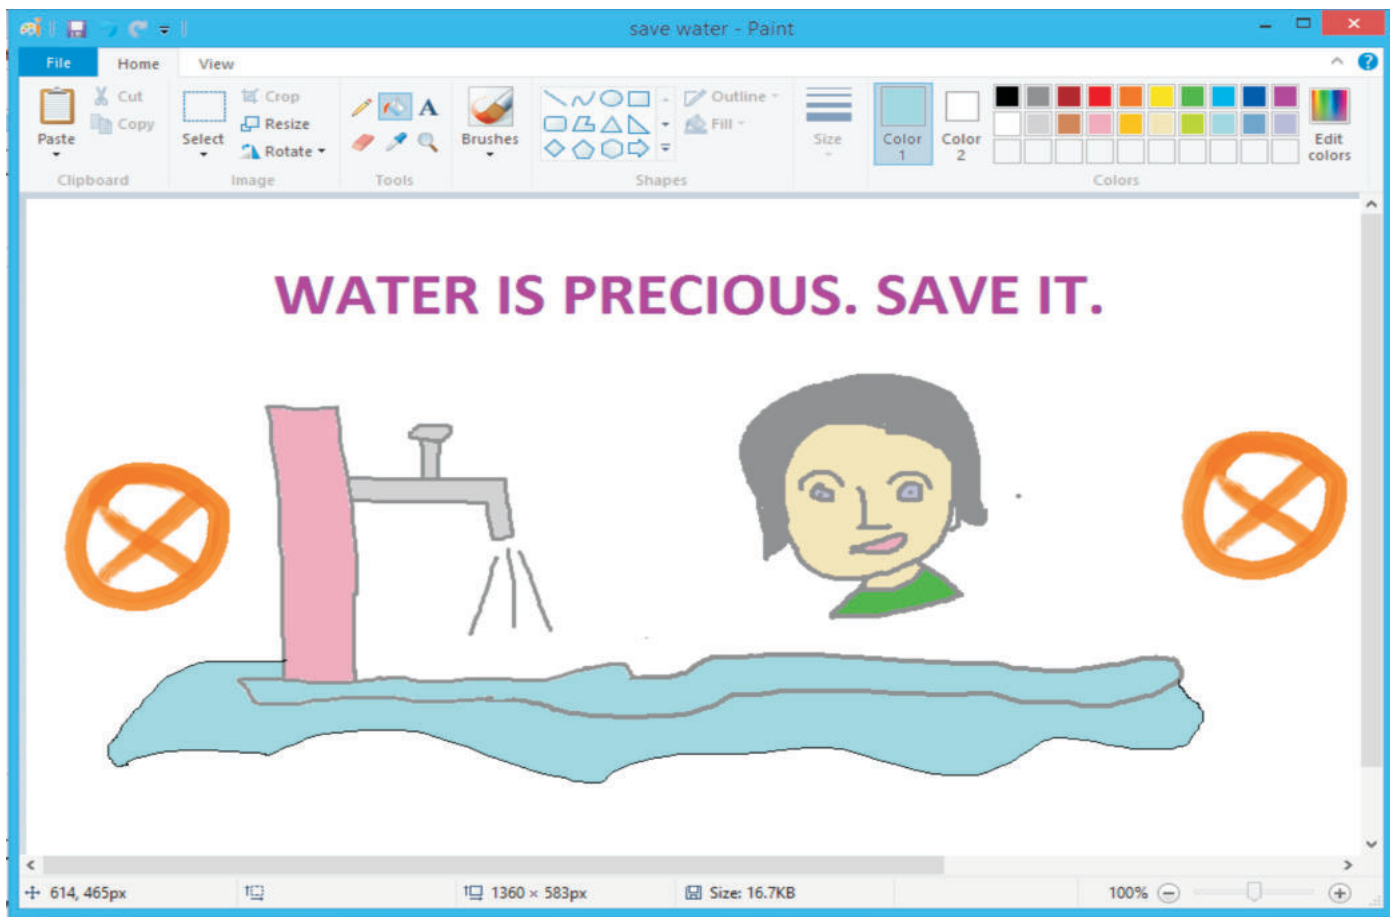 save water - Paint
File Home View
Paste
Cut
Copy
Clipboard
Select
Crop
Resize
Rotate
Image
A
Tools
Brushes
Outline
Fill
Shapes
Size
Color 1
Color 2
Edit colors
Colors
WATER IS PRECIOUS. SAVE IT.
614, 465px 1360 × 583px Size: 16.7KB 100%